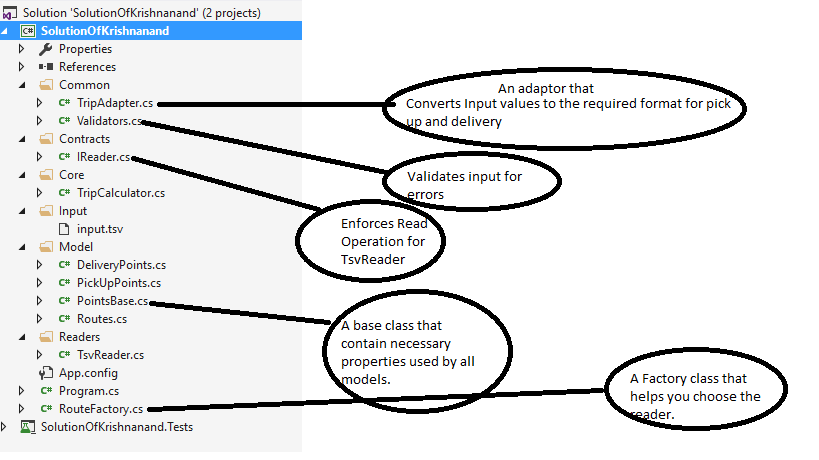 Solution 'SolutionOfKrishnanand' (2 projects)
C# SolutionOfKrishnanand
Properties
References
Common
C# TripAdapter.cs
C# Validators.cs
Contracts
C# IReader.cs
Core
C# TripCalculator.cs
Input
input.tsv
Model
C# DeliveryPoints.cs
C# PickUpPoints.cs
C# PointsBase.cs
C# Routes.cs
Readers
C# TsvReader.cs
App.config
C# Program.cs
C# RouteFactory.cs
SolutionOfKrishnanand.Tests
An adaptor that
Converts Input values to the required format for pick
up and delivery
Validates input for
errors
Enforces Read
Operation for
TsvReader
A base class that
contain necessary
properties used by all
models.
A Factory class that
helps you choose the
reader.